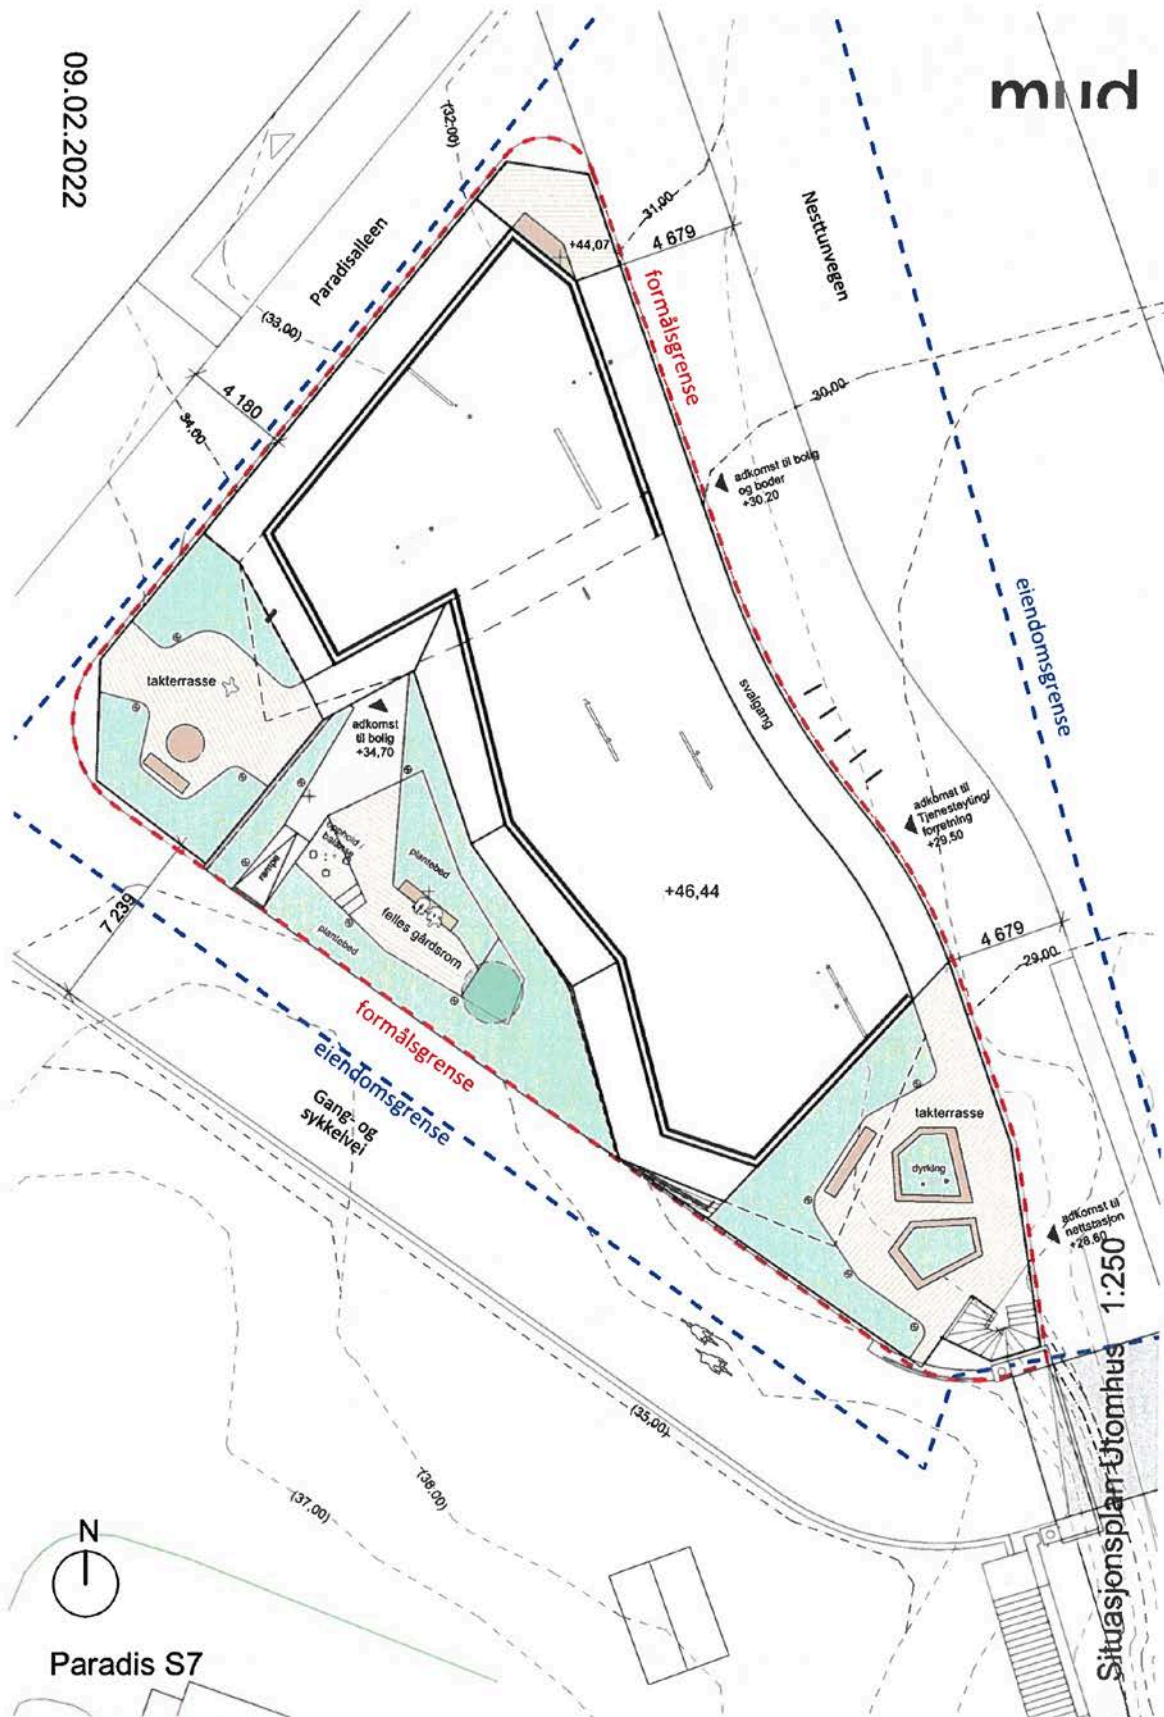 09.02.2022
mud
(32,00)
Paradisalleen
31,00
+44,07
4 679
Nesttunvegen
formålsgrense
(33,00)
4 180
34,00
30,00
adkomst til bolig
og boder
+30,20
eiendomsgrense
takterrasse
adkomst
til bolig
+34,70
svalgang
adkomst til
Tjenesteyting/
forretning
+29,50
opphold /
balanse
rampe
plantebed
felles gårdsrom
plantebed
+46,44
7 239
4 679
29,00
formålsgrense
eiendomsgrense
Gang- og
sykkelvei
takterrasse
dyrking
adkomst til
nettstasjon
+28,60
(35,00)
(36,00)
(37,00)
N
Paradis S7
Situasjonsplan Utomhus 1:250